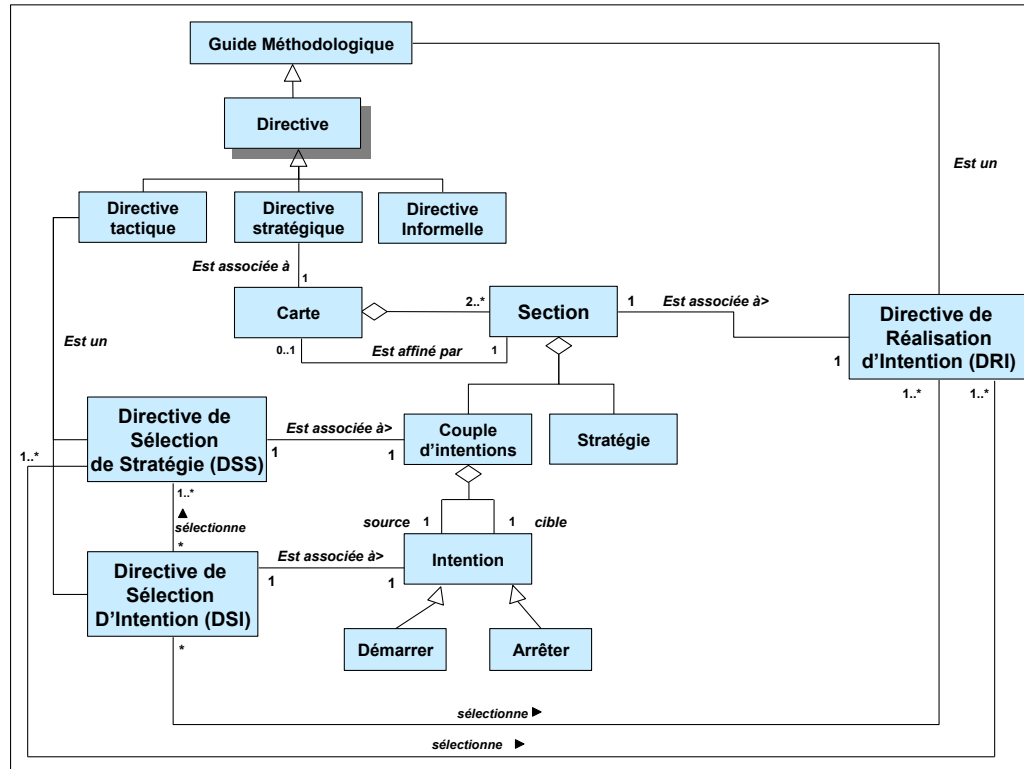 Guide Méthodologique
Directive
Est un
Directive
tactique
Directive
stratégique
Directive
Informelle
Est associée à
1
Carte
2..*
Section
1
Est associée à>
Directive de
Réalisation
d'Intention (DRI)
1
0..1
Est affiné par
1
Est un
1..*
1..*
Directive de
Sélection
de Stratégie (DSS)
Est associée à>
1
1
Couple
d'intentions
Stratégie
1..*
1..*
sélectionne
*
source
1
1
cible
Directive de
Sélection
D'Intention (DSI)
Est associée à>
1
1
Intention
*
Démarrer
Arrêter
sélectionne
sélectionne